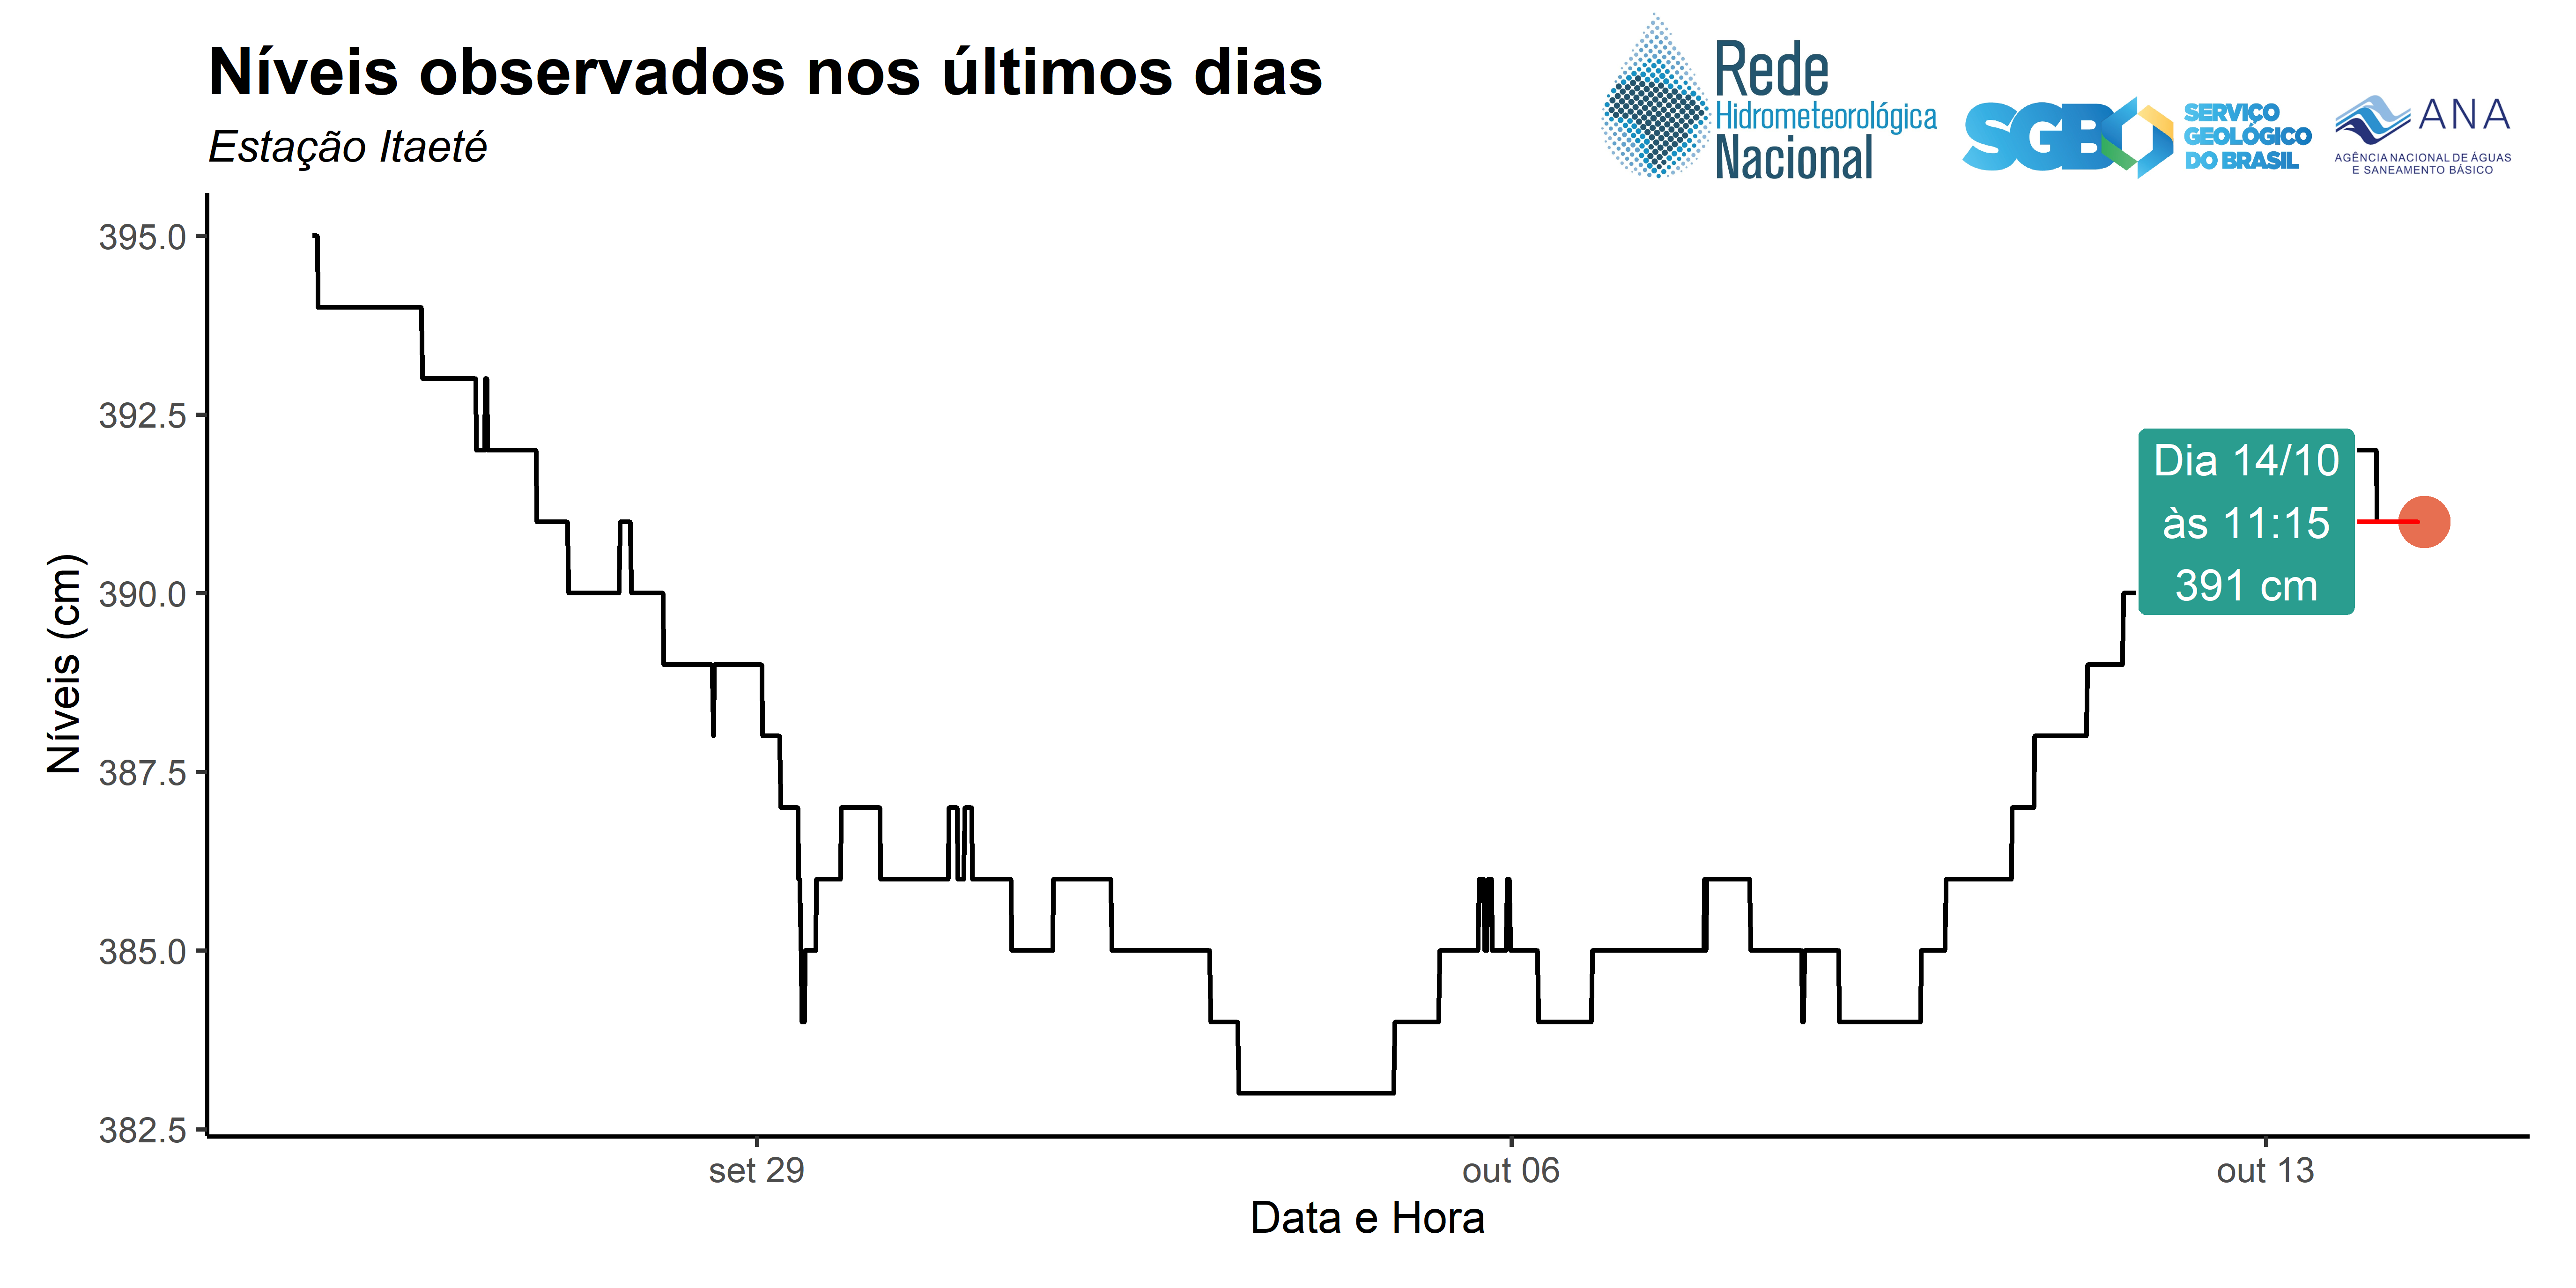 Níveis observados nos últimos dias
Estação Itaeté
Rede
Hidrometeorológica
Nacional
SGB
SERVIÇO
GEOLÓGICO
DO BRASIL
ANA
AGÊNCIA NACIONAL DE ÁGUAS
E SANEAMENTO BÁSICO
Níveis (cm)
395.0
392.5
390.0
387.5
385.0
382.5
Dia 14/10
às 11:15
391 cm
set 29
out 06
out 13
Data e Hora